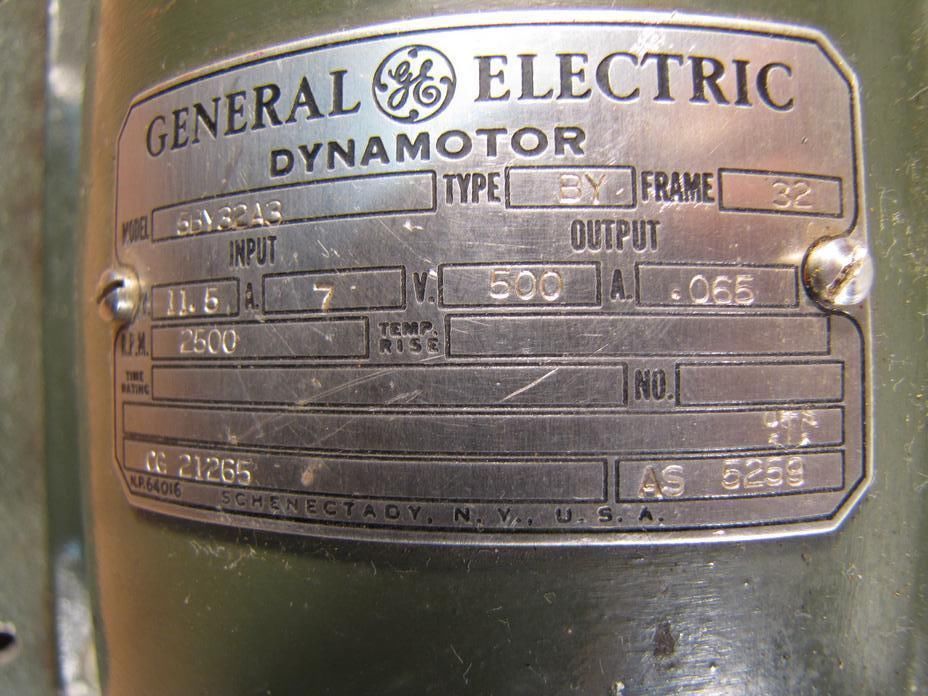 GENERAL GE ELECTRIC
DYNAMOTOR
MODEL 5BY32A3 TYPE BY FRAME 32
INPUT OUTPUT
V. 11.5 A. 7 V. 500 A. .065
R.P.M. 2500 TEMP. RISE
TIME RATING NO.
CG 21265 AS 5259
N.P.64016 SCHENECTADY, N.Y., U.S.A.